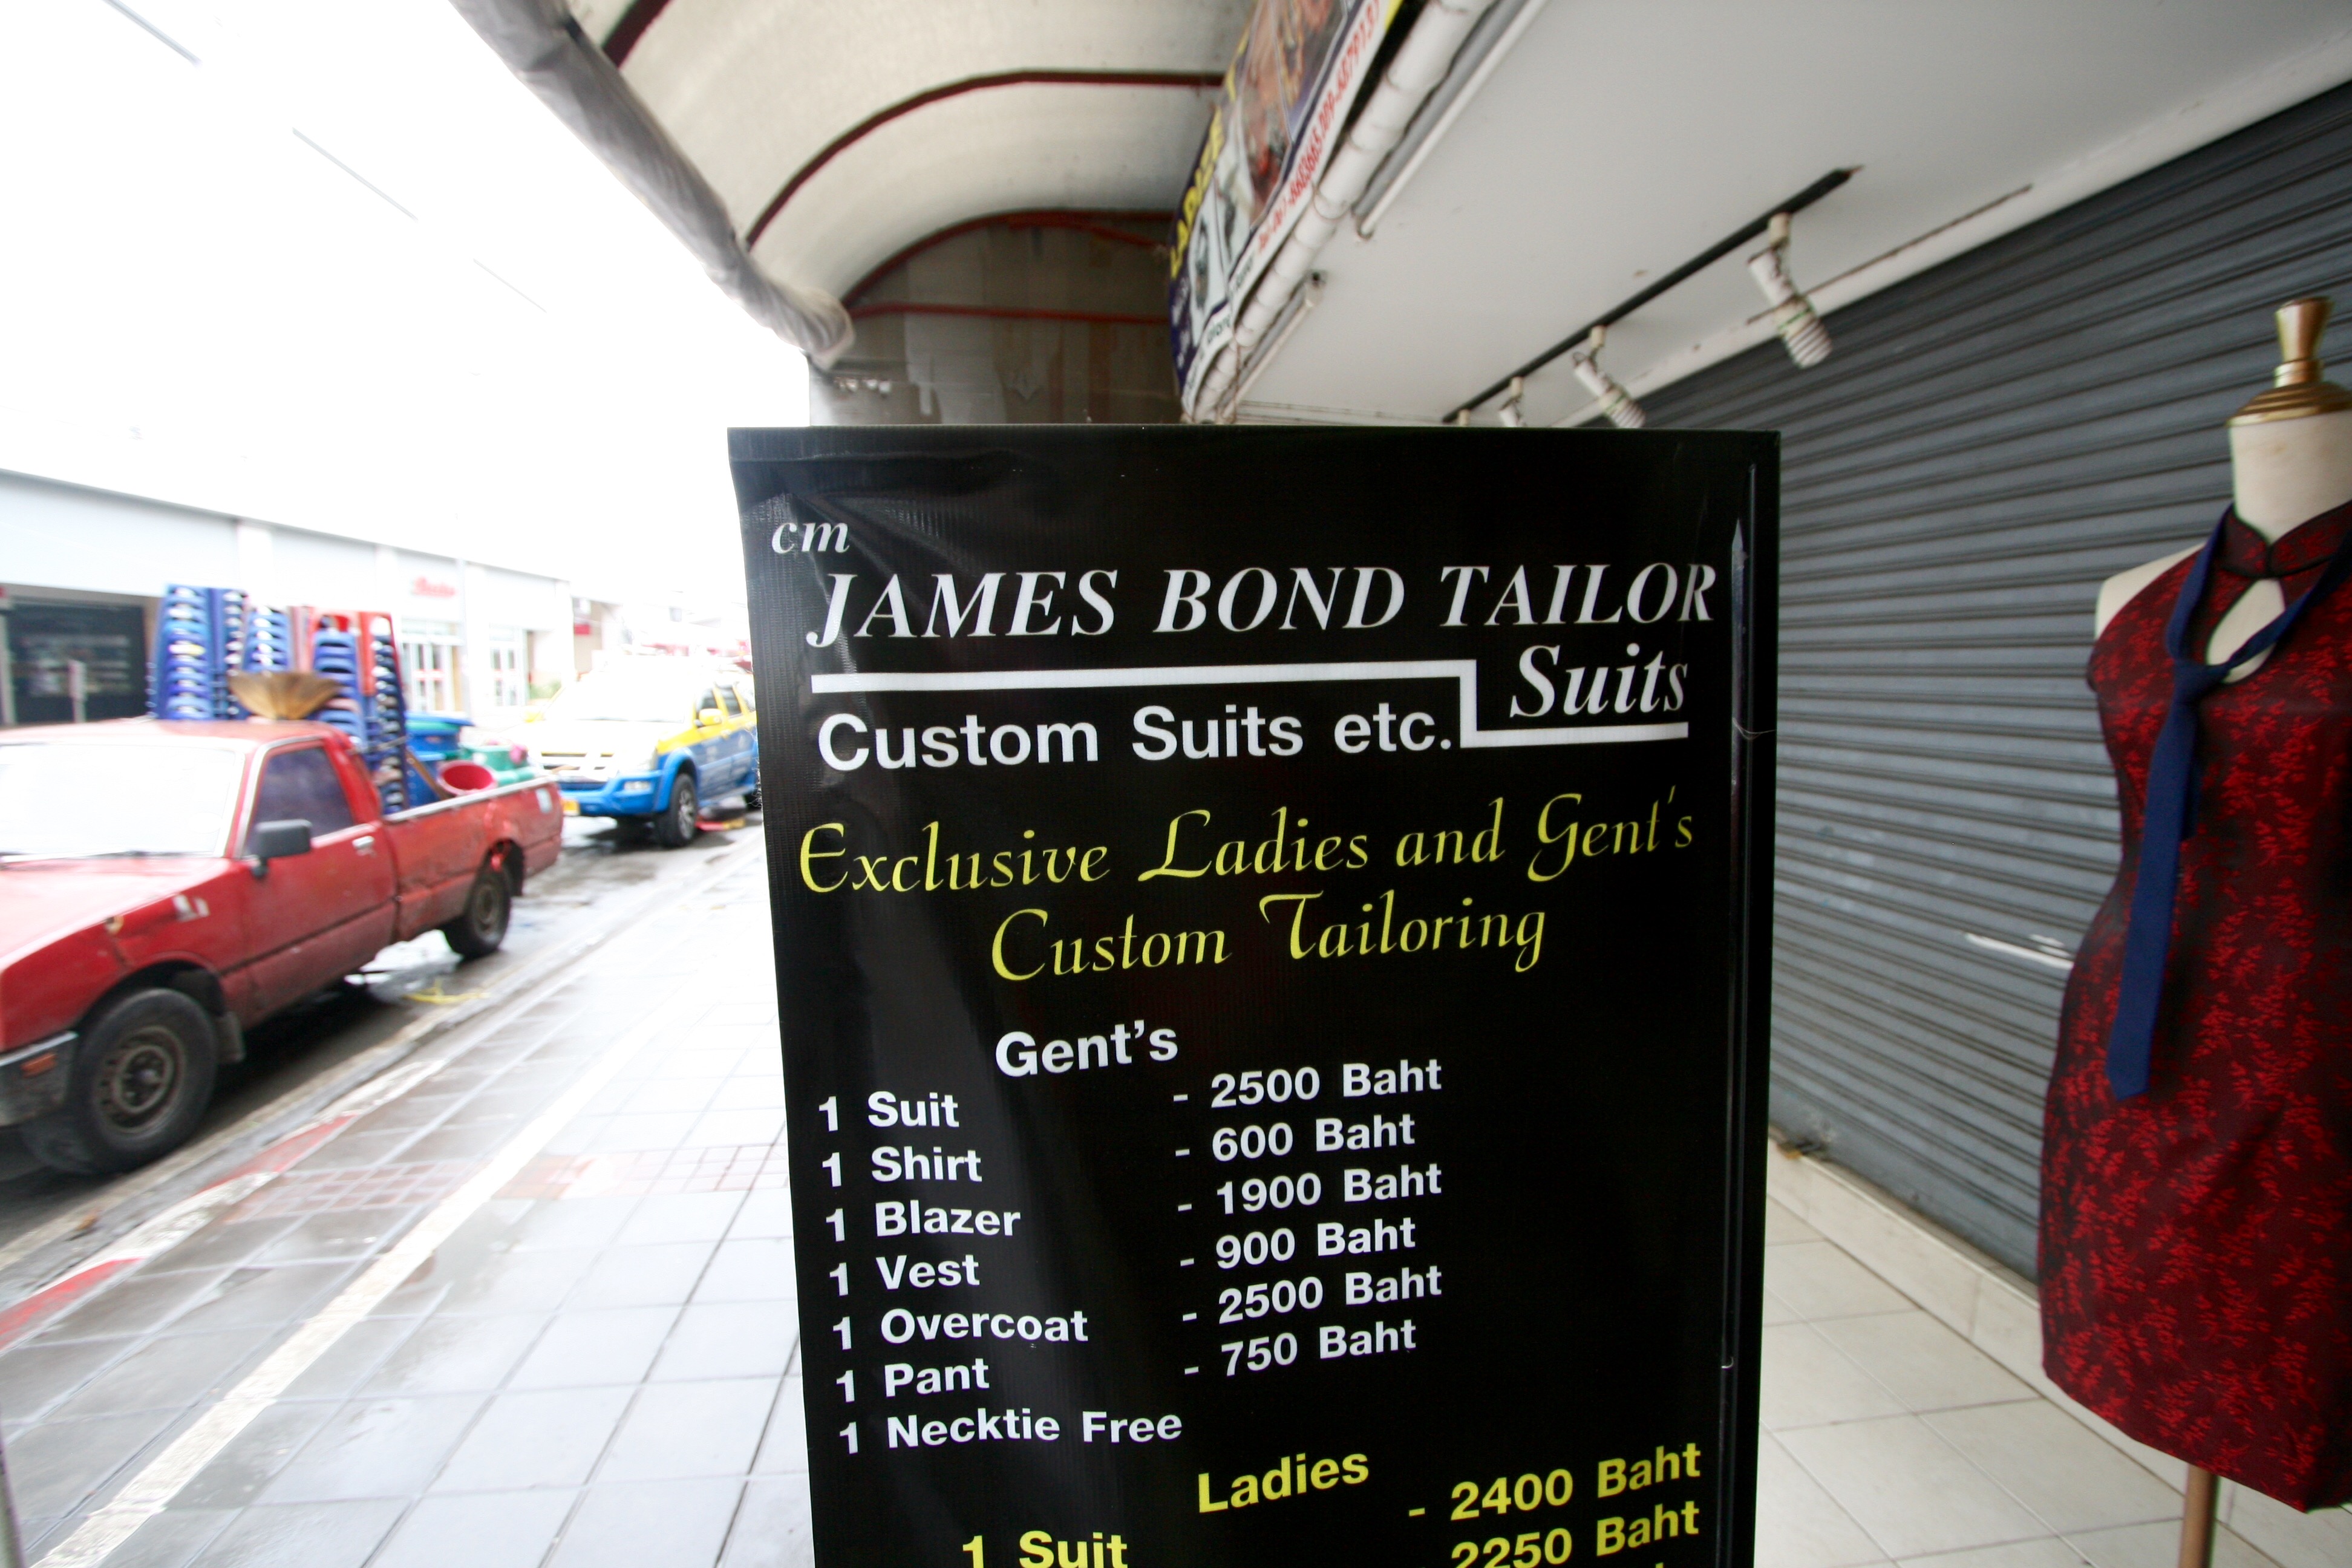 cm
JAMES BOND TAILOR
Suits
Custom Suits etc.
Exclusive Ladies and Gent's
Custom Tailoring
Gent's
1 Suit - 2500 Baht
1 Shirt - 600 Baht
1 Blazer - 1900 Baht
1 Vest - 900 Baht
1 Overcoat - 2500 Baht
1 Pant - 750 Baht
1 Necktie Free
Ladies
1 Suit - 2400 Baht
2250 Baht